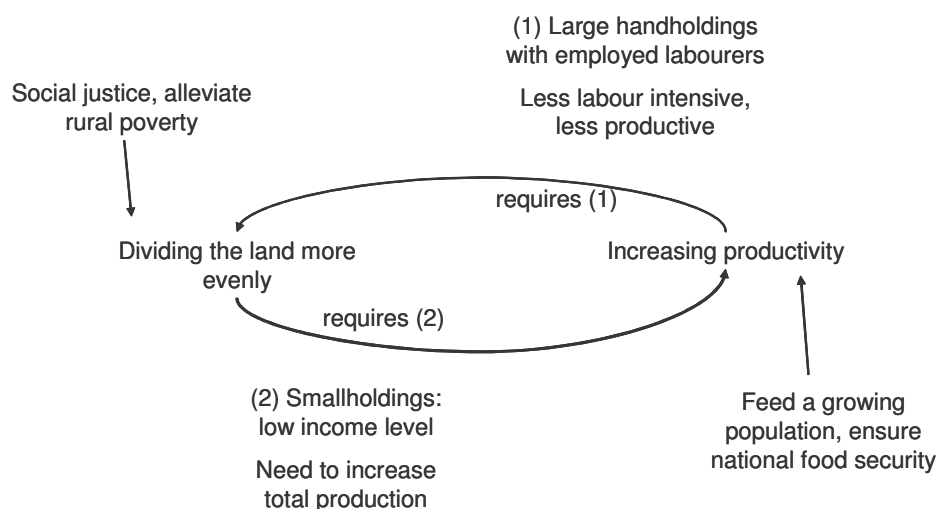 (1) Large handholdings
with employed labourers
Less labour intensive,
less productive
Social justice, alleviate
rural poverty
requires (1)
Dividing the land more
evenly
Increasing productivity
requires (2)
(2) Smallholdings:
low income level
Need to increase
total production
Feed a growing
population, ensure
national food security